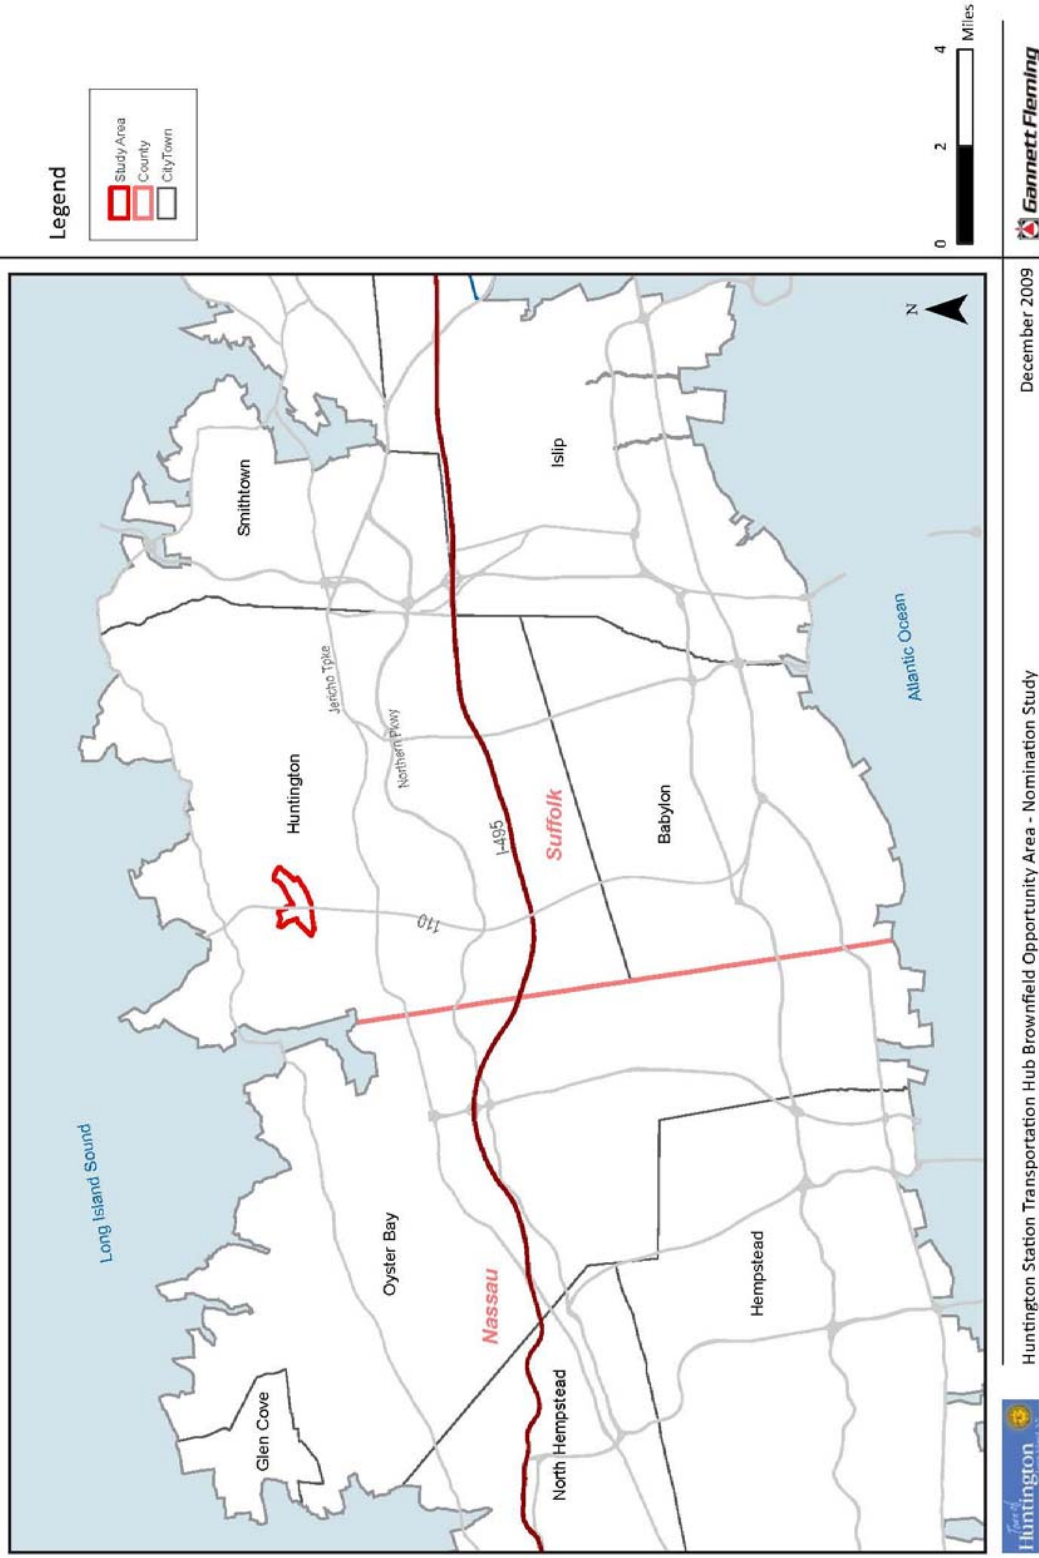 Legend
Study Area
County
CityTown
0 2 4
Miles
Gannett Fleming
Long Island Sound
Glen Cove
Oyster Bay
Nassau
North Hempstead
Hempstead
Huntington
110
Jericho Tpke
Northern Pkwy
I-495
Suffolk
Babylon
Smithtown
Islip
Atlantic Ocean
N
Town of
Huntington
Huntington Station Transportation Hub Brownfield Opportunity Area - Nomination Study
December 2009